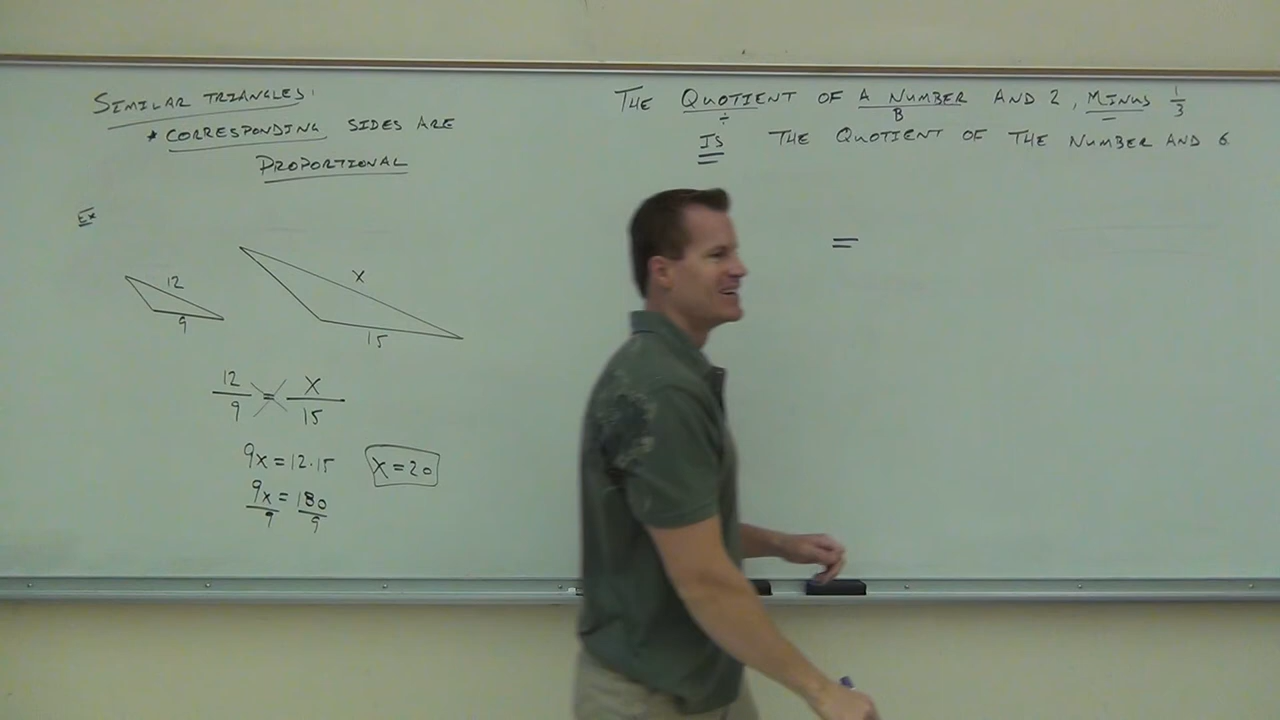 SIMILAR TRIANGLES:
* CORRESPONDING SIDES ARE
PROPORTIONAL
Ex
12
9
X
15
12/9 = X/15
9x = 12·15
9x/9 = 180/9
X = 20
THE QUOTIENT OF A NUMBER AND 2, MINUS 1/3
÷ B –
IS THE QUOTIENT OF THE NUMBER AND 6
=